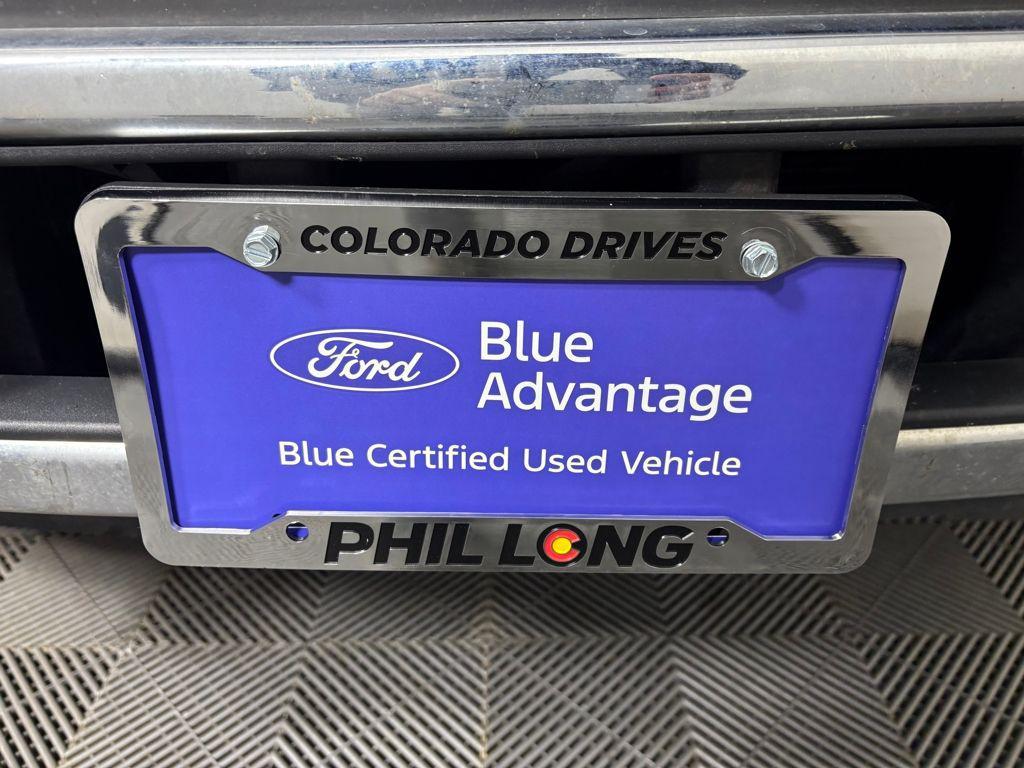 COLORADO DRIVES
Ford
Blue
Advantage
Blue Certified Used Vehicle
PHIL LONG